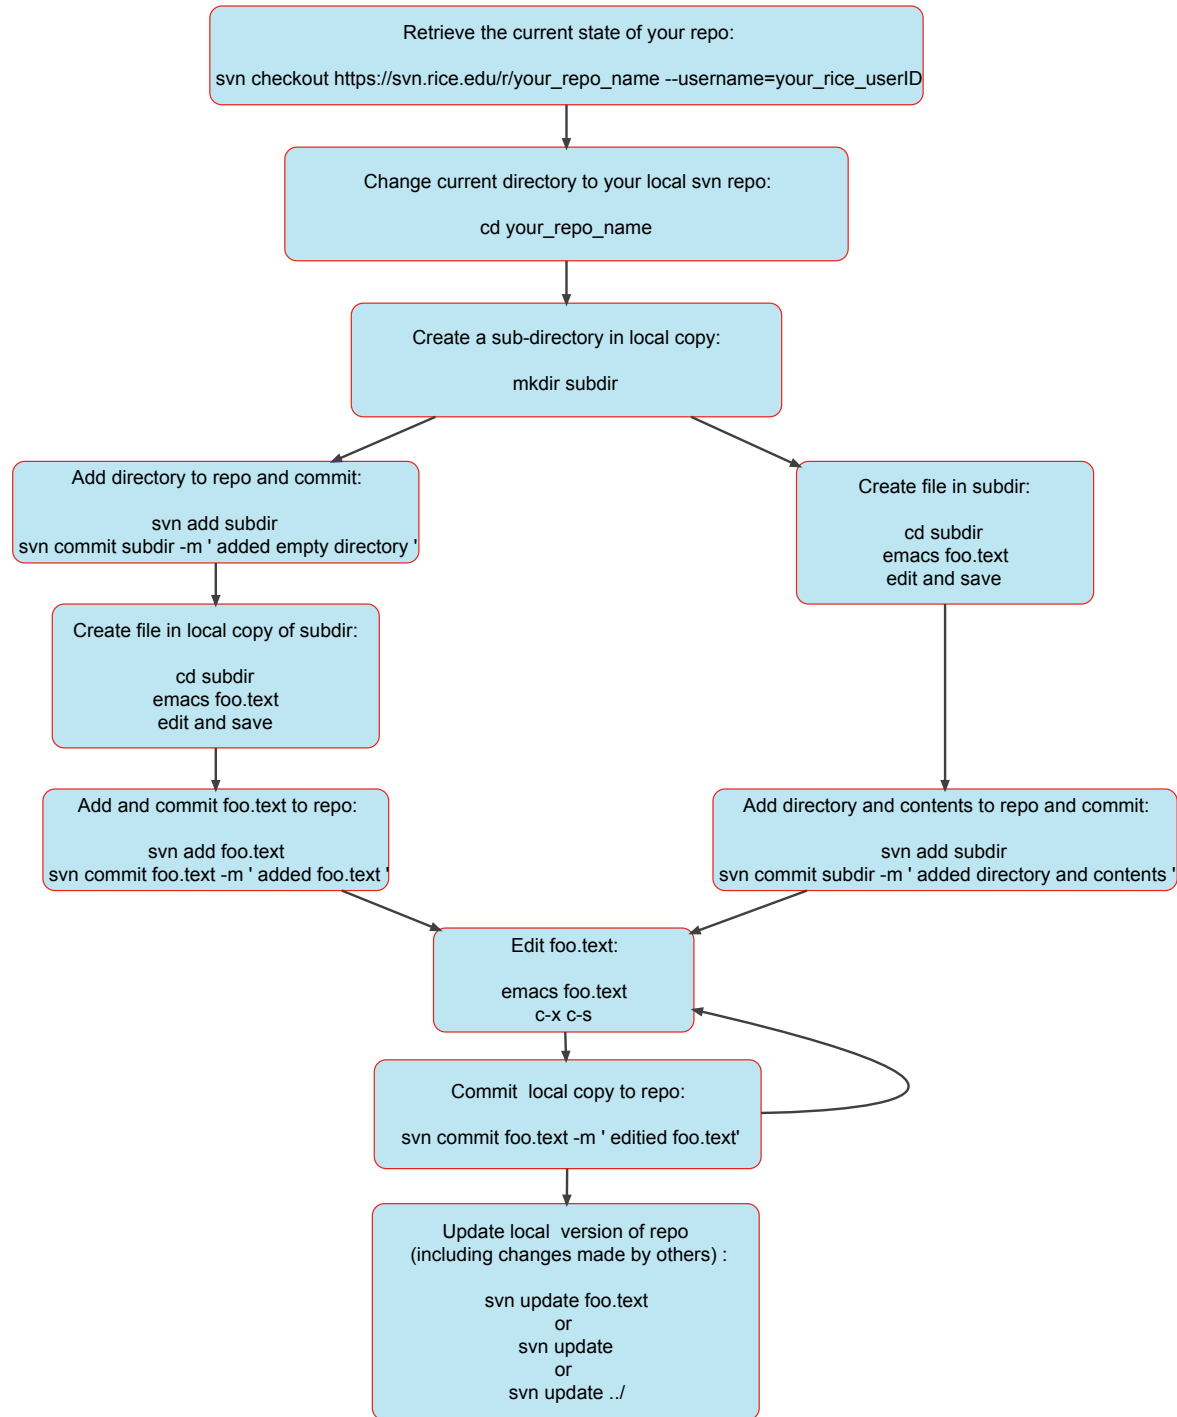 Retrieve the current state of your repo:
svn checkout https://svn.rice.edu/r/your_repo_name --username=your_rice_userID
Change current directory to your local svn repo:
cd your_repo_name
Create a sub-directory in local copy:
mkdir subdir
Add directory to repo and commit:
svn add subdir
svn commit subdir -m ' added empty directory '
Create file in subdir:
cd subdir
emacs foo.text
edit and save
Create file in local copy of subdir:
cd subdir
emacs foo.text
edit and save
Add and commit foo.text to repo:
svn add foo.text
svn commit foo.text -m ' added foo.text '
Add directory and contents to repo and commit:
svn add subdir
svn commit subdir -m ' added directory and contents '
Edit foo.text:
emacs foo.text
c-x c-s
Commit  local copy to repo:
svn commit foo.text -m ' editied foo.text'
Update local  version of repo
(including changes made by others) :
svn update foo.text
or
svn update
or
svn update ../